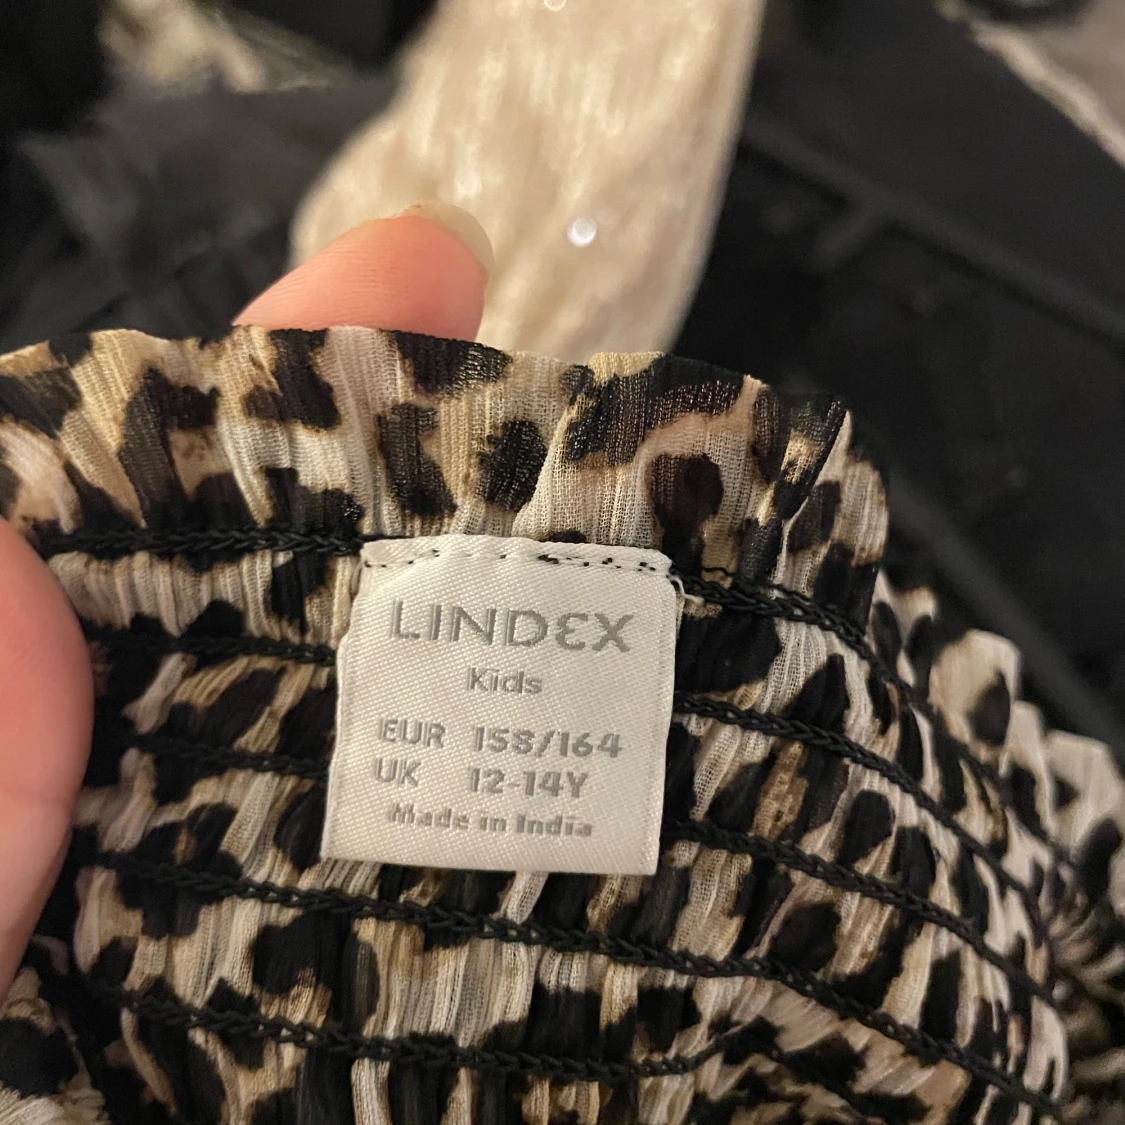 LINDEX
Kids
EUR 158/164
UK 12-14Y
Made in India